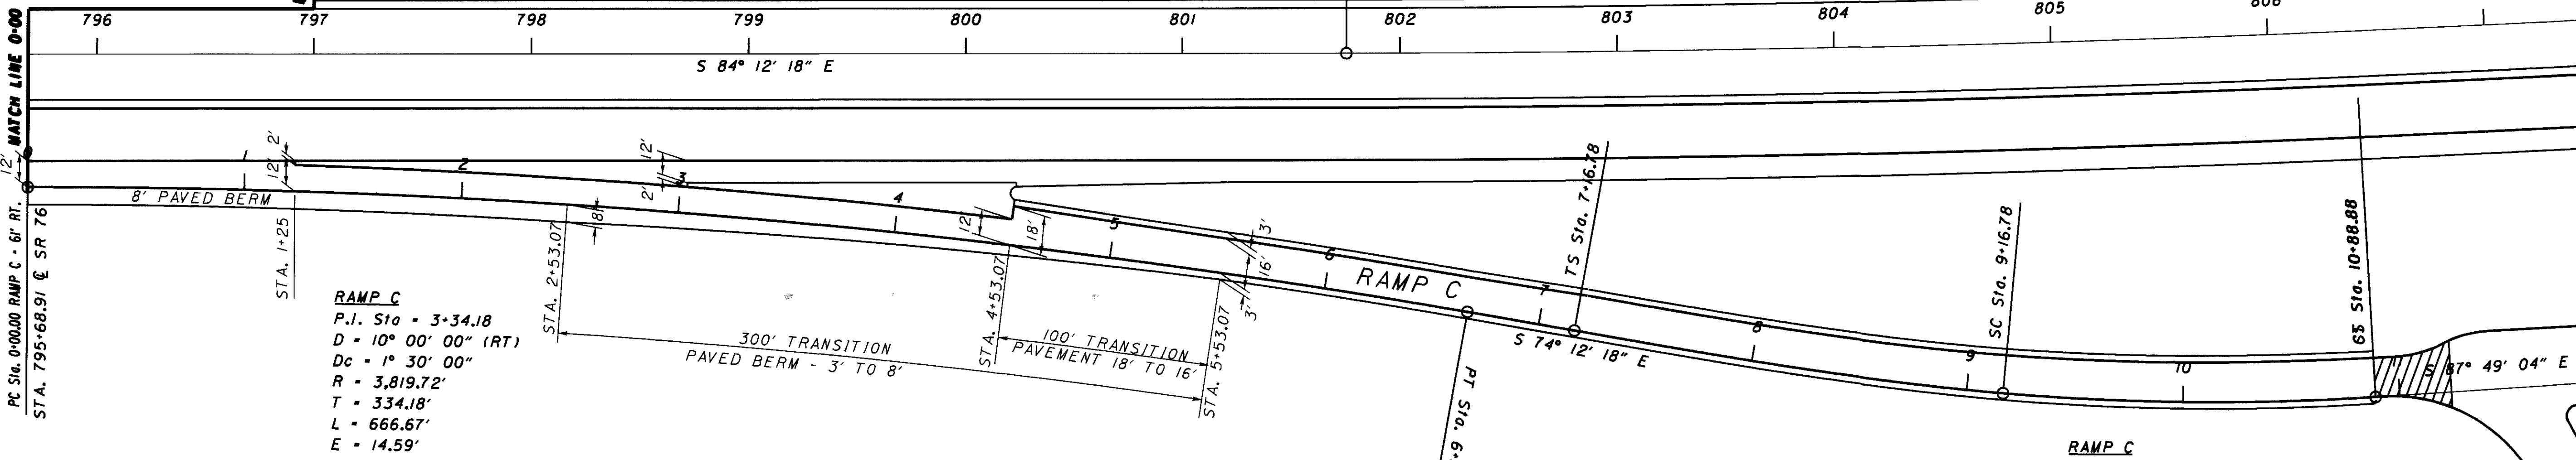 796
797
798
799
800
801
802
803
804
805
806
S 84° 12' 18" E
12'
MATCH LINE 0+00
PC Sta. 0+00.00 RAMP C = 61' RT.
STA. 795+68.91 ℄ SR 76
0
1
2
3
4
5
6
7
8
9
10
2'
12'
12'
2'
8' PAVED BERM
STA. 1+25
STA. 2+53.07
8'
12'
18'
STA. 4+53.07
3'
16'
3'
STA. 5+53.07
300' TRANSITION
PAVED BERM - 3' TO 8'
100' TRANSITION
PAVEMENT 18' TO 16'
RAMP C
TS Sta. 7+16.78
S 74° 12' 18" E
PT Sta. 6+
SC Sta. 9+16.78
Sta. 10+88.88
S 87° 49' 04" E
RAMP C
P.I. Sta = 3+34.18
D = 10° 00' 00" (RT)
Dc = 1° 30' 00"
R = 3,819.72'
T = 334.18'
L = 666.67'
E = 14.59'
RAMP C